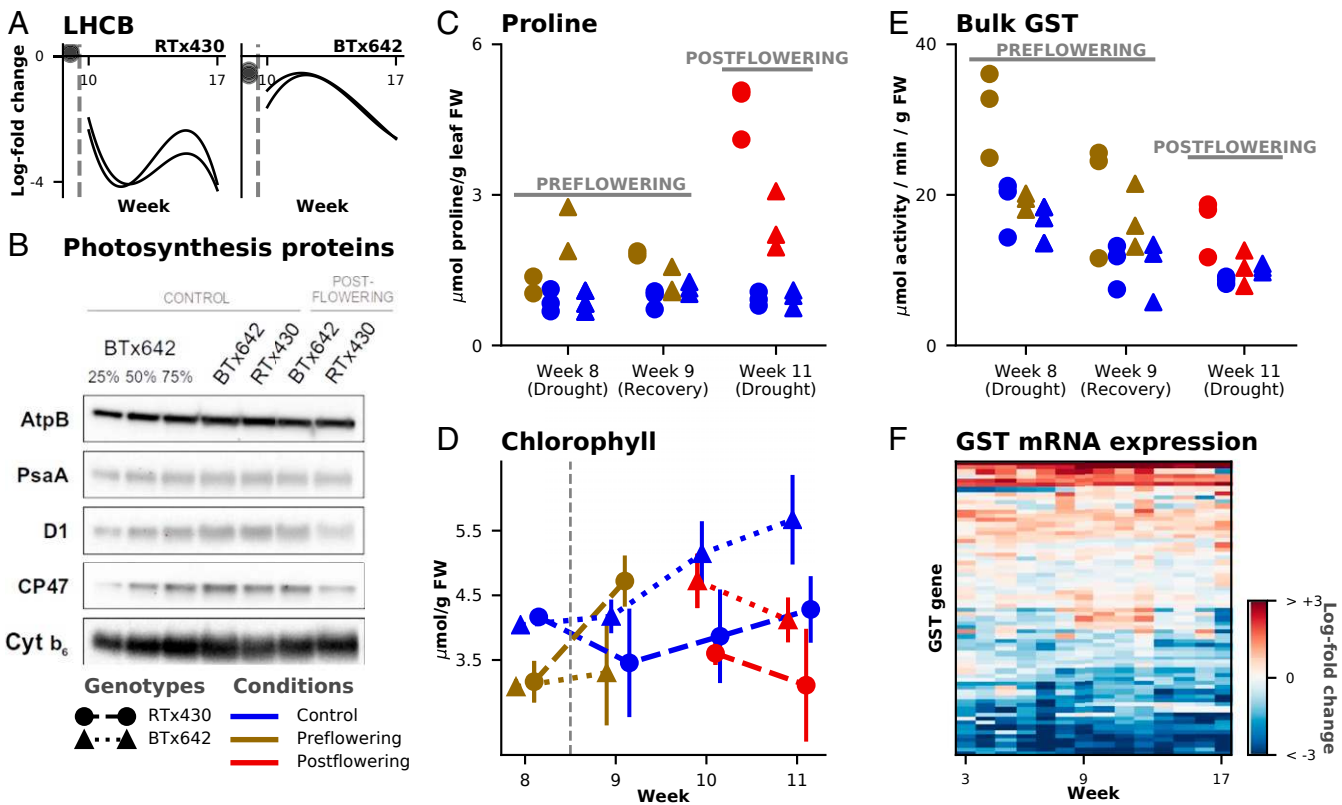 A LHCB
RTx430
BTx642
Log-fold change
0
-4
10
17
10
17
Week
Week
B Photosynthesis proteins
CONTROL
POST-
FLOWERING
BTx642
25% 50% 75%
BTx642
RTx430
BTx642
RTx430
AtpB
PsaA
D1
CP47
Cyt b6
Genotypes
RTx430
BTx642
Conditions
Control
Preflowering
Postflowering
C Proline
μmol proline/g leaf FW
6
3
0
PREFLOWERING
POSTFLOWERING
Week 8
(Drought)
Week 9
(Recovery)
Week 11
(Drought)
D Chlorophyll
μmol/g FW
5.5
4.5
3.5
8
9
10
11
Week
E Bulk GST
μmol activity / min / g FW
40
20
0
PREFLOWERING
POSTFLOWERING
Week 8
(Drought)
Week 9
(Recovery)
Week 11
(Drought)
F GST mRNA expression
GST gene
3
9
17
Week
> +3
0
< -3
Log-fold change